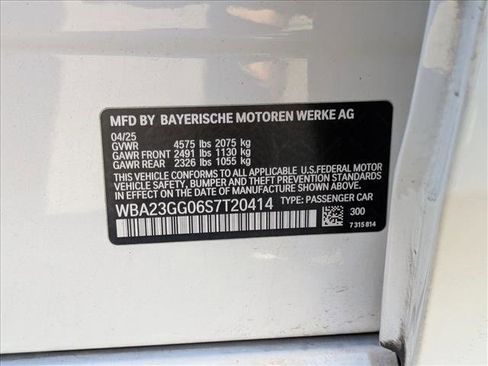 MFD BY BAYERISCHE MOTOREN WERKE AG
04/25
GVWR 4575 lbs 2075 kg
GAWR FRONT 2491 lbs 1130 kg
GAWR REAR 2326 lbs 1055 kg
THIS VEHICLE CONFORMS TO ALL APPLICABLE U.S.FEDERAL MOTOR
VEHICLE SAFETY, BUMPER, AND THEFT PREVENTION STANDARDS IN
EFFECT ON THE DATE OF MANUFACTURE SHOWN ABOVE.
WBA23GG06S7T20414 TYPE: PASSENGER CAR
300
7 315 814